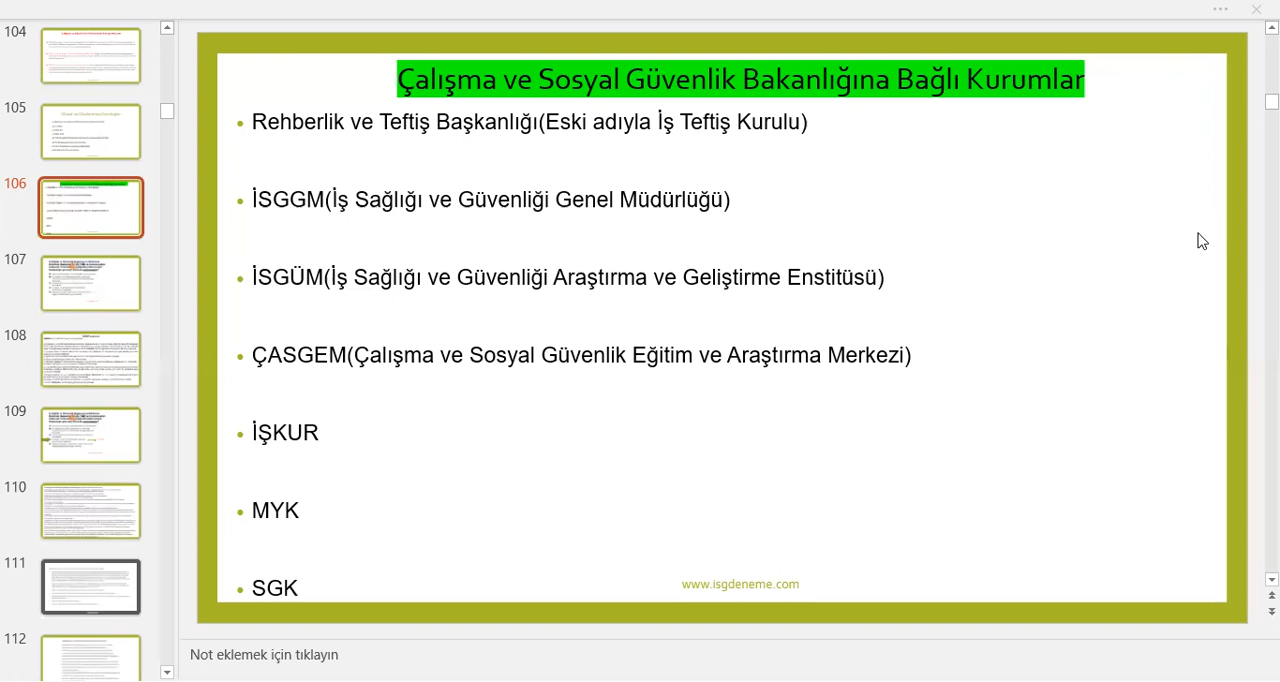 104
105
106
107
108
109
110
111
112
Çalışma ve Sosyal Güvenlik Bakanlığına Bağlı Kurumlar
• Rehberlik ve Teftiş Başkanlığı(Eski adıyla İş Teftiş Kurulu)
• İSGGM(İş Sağlığı ve Güvenliği Genel Müdürlüğü)
• İSGÜM(İş Sağlığı ve Güvenliği Araştırma ve Geliştirme Enstitüsü)
• ÇASGEM(Çalışma ve Sosyal Güvenlik Eğitim ve Araştırma Merkezi)
• İŞKUR
• MYK
• SGK
www.isgdeneme.com
Not eklemek için tıklayın